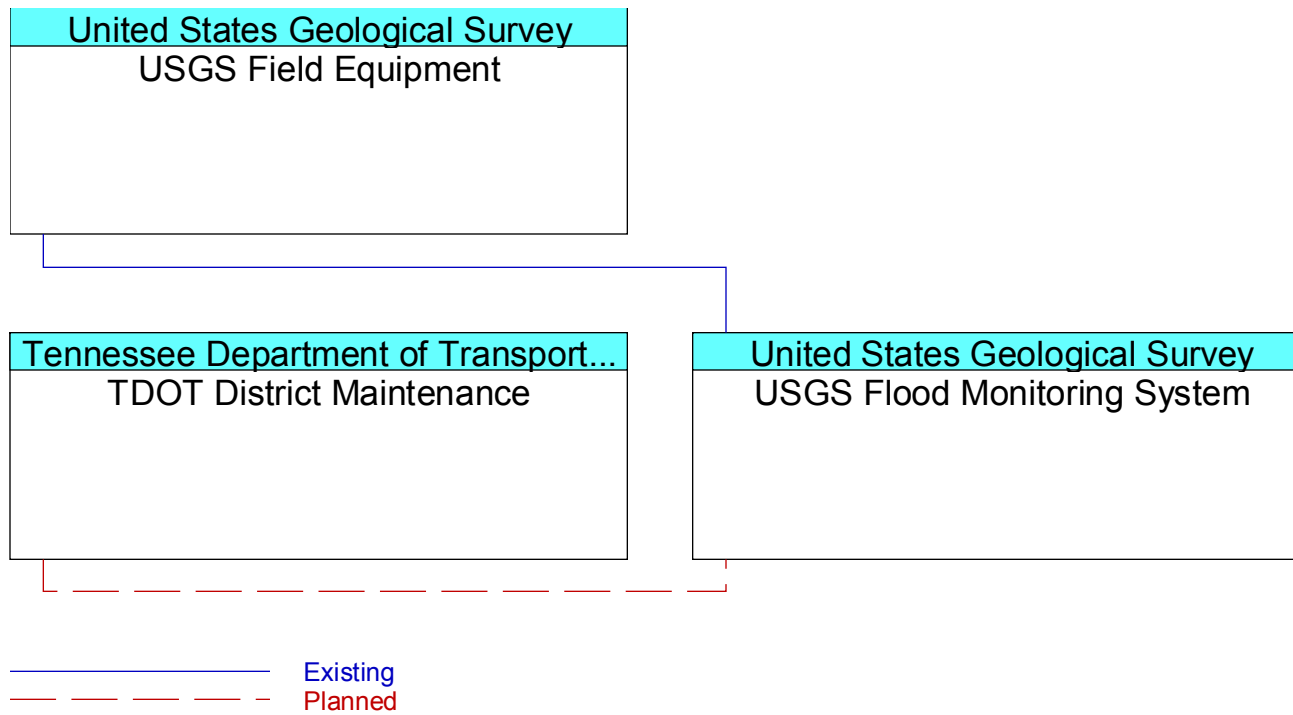 United States Geological Survey
USGS Field Equipment
Tennessee Department of Transport...
TDOT District Maintenance
United States Geological Survey
USGS Flood Monitoring System
Existing
Planned